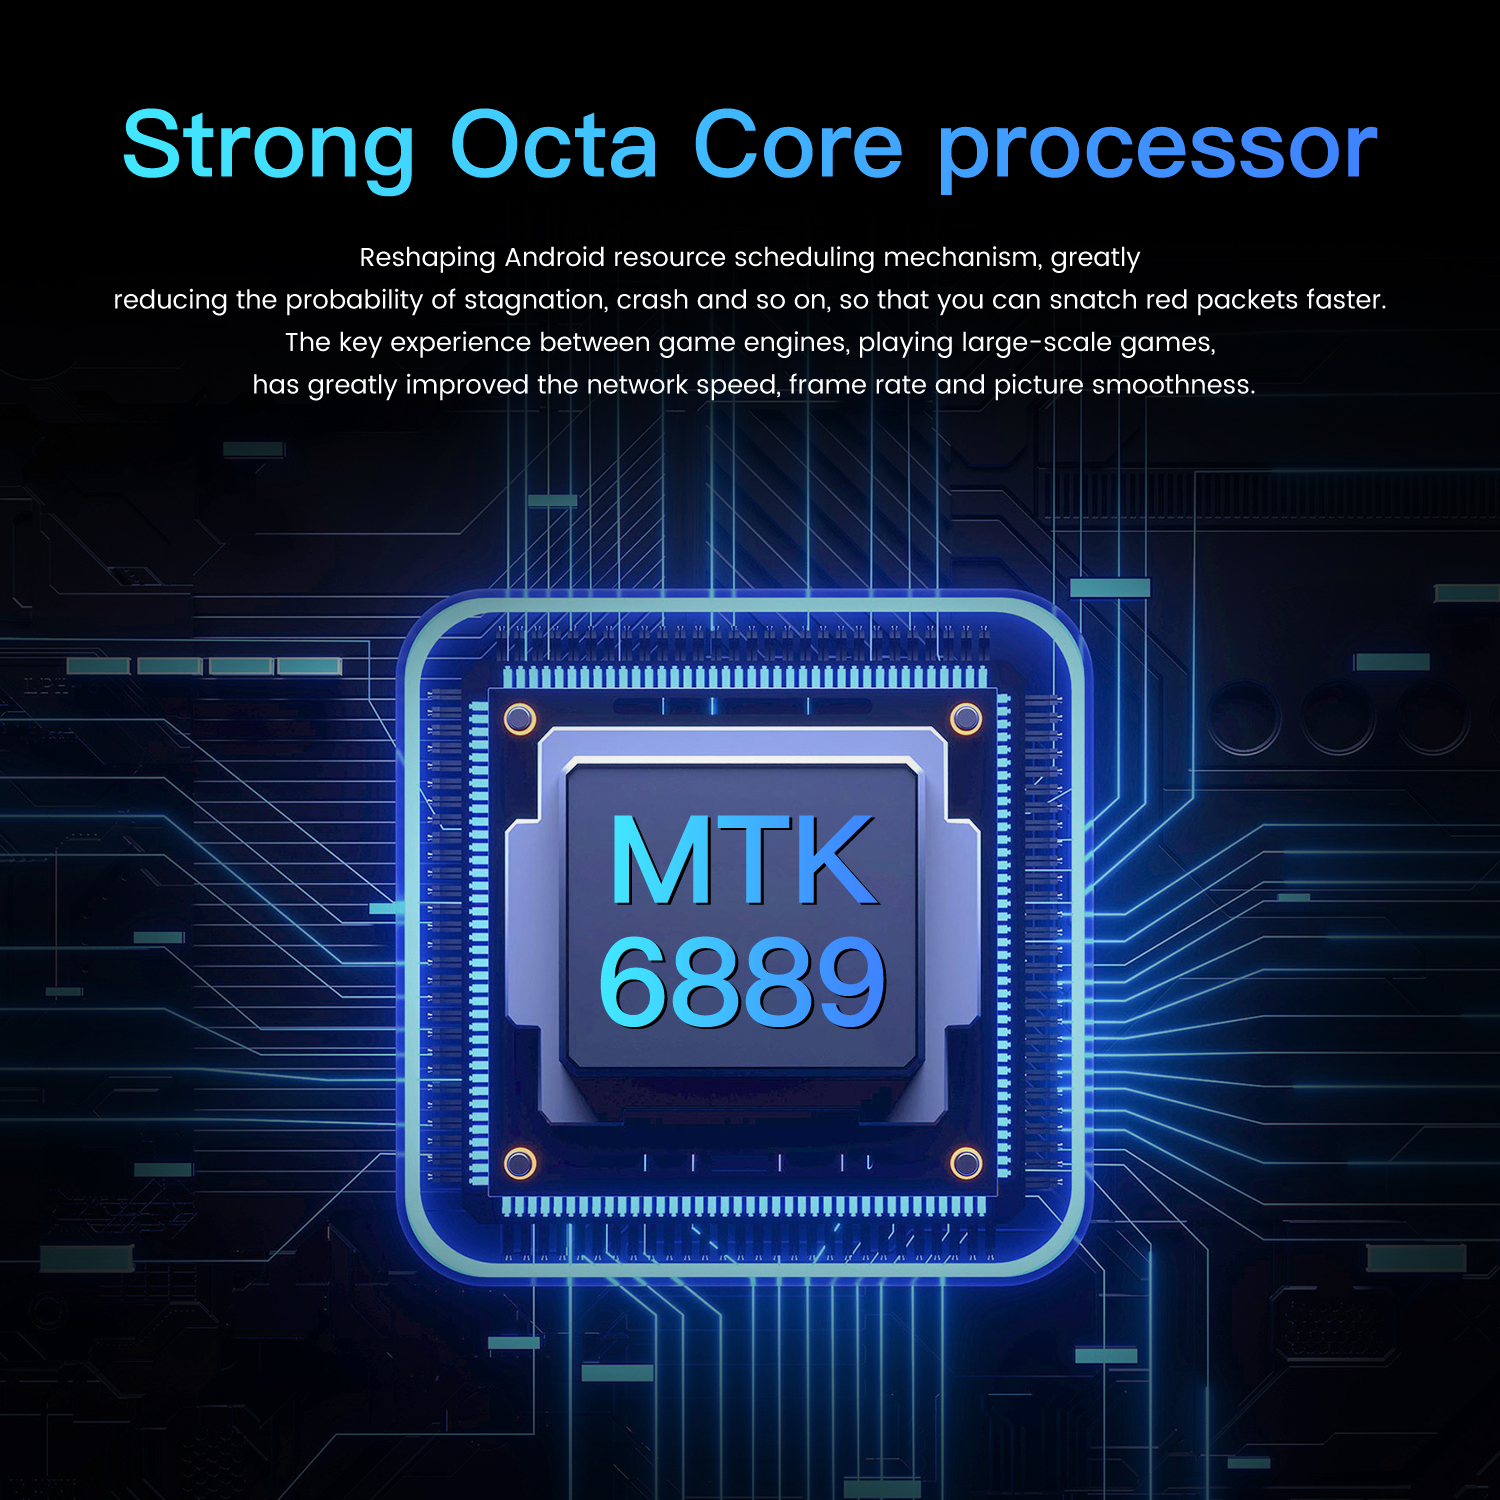 Strong Octa Core processor
Reshaping Android resource scheduling mechanism, greatly
reducing the probability of stagnation, crash and so on, so that you can snatch red packets faster.
The key experience between game engines, playing large-scale games,
has greatly improved the network speed, frame rate and picture smoothness.
MTK
6889